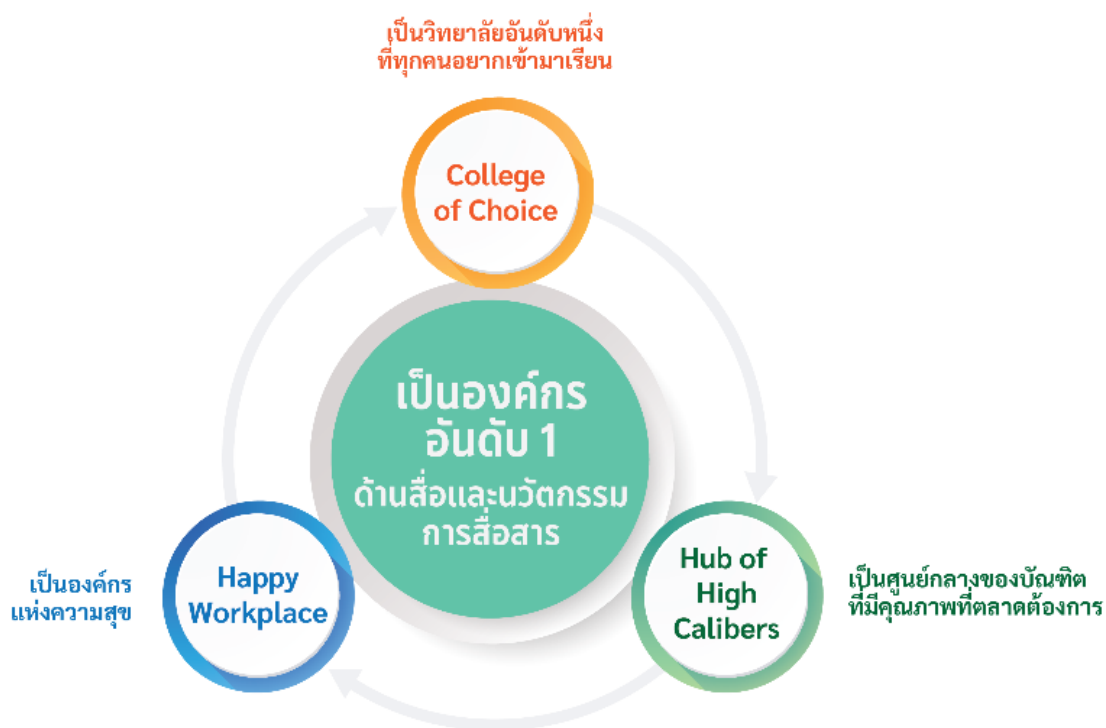 เป็นวิทยาลัยอันดับหนึ่ง
ที่ทุกคนอยากเข้ามาเรียน
College
of Choice
เป็นองค์กร
อันดับ 1
ด้านสื่อและนวัตกรรม
การสื่อสาร
เป็นองค์กร
แห่งความสุข
Happy
Workplace
Hub of
High
Calibers
เป็นศูนย์กลางของบัณฑิต
ที่มีคุณภาพที่ตลาดต้องการ